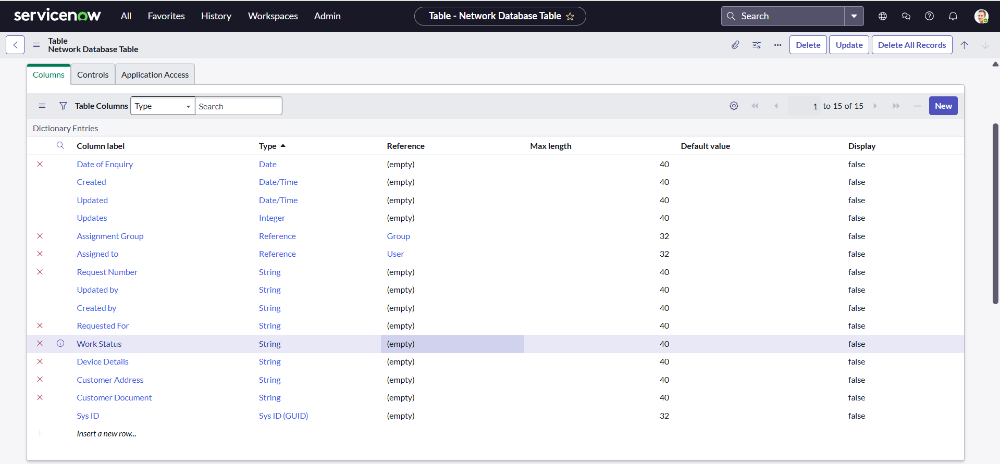 servicenow All Favorites History Workspaces Admin Table - Network Database Table Search
Table
Network Database Table
Delete Update Delete All Records
Columns Controls Application Access
Table Columns Type Search 1 to 15 of 15 New
Dictionary Entries
Column label Type Reference Max length Default value Display
Date of Enquiry Date (empty) 40 false
Created Date/Time (empty) 40 false
Updated Date/Time (empty) 40 false
Updates Integer (empty) 40 false
Assignment Group Reference Group 32 false
Assigned to Reference User 32 false
Request Number String (empty) 40 false
Updated by String (empty) 40 false
Created by String (empty) 40 false
Requested For String (empty) 40 false
Work Status String (empty) 40 false
Device Details String (empty) 40 false
Customer Address String (empty) 40 false
Customer Document String (empty) 40 false
Sys ID Sys ID (GUID) (empty) 32 false
Insert a new row...